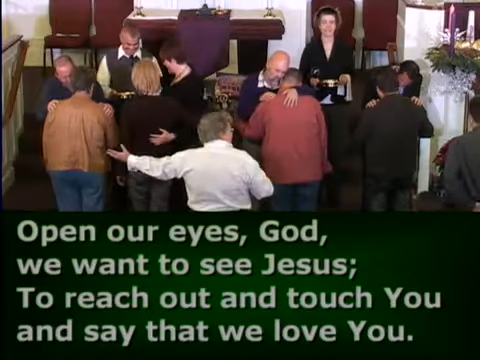 Open our eyes, God,
we want to see Jesus;
To reach out and touch You
and say that we love You.